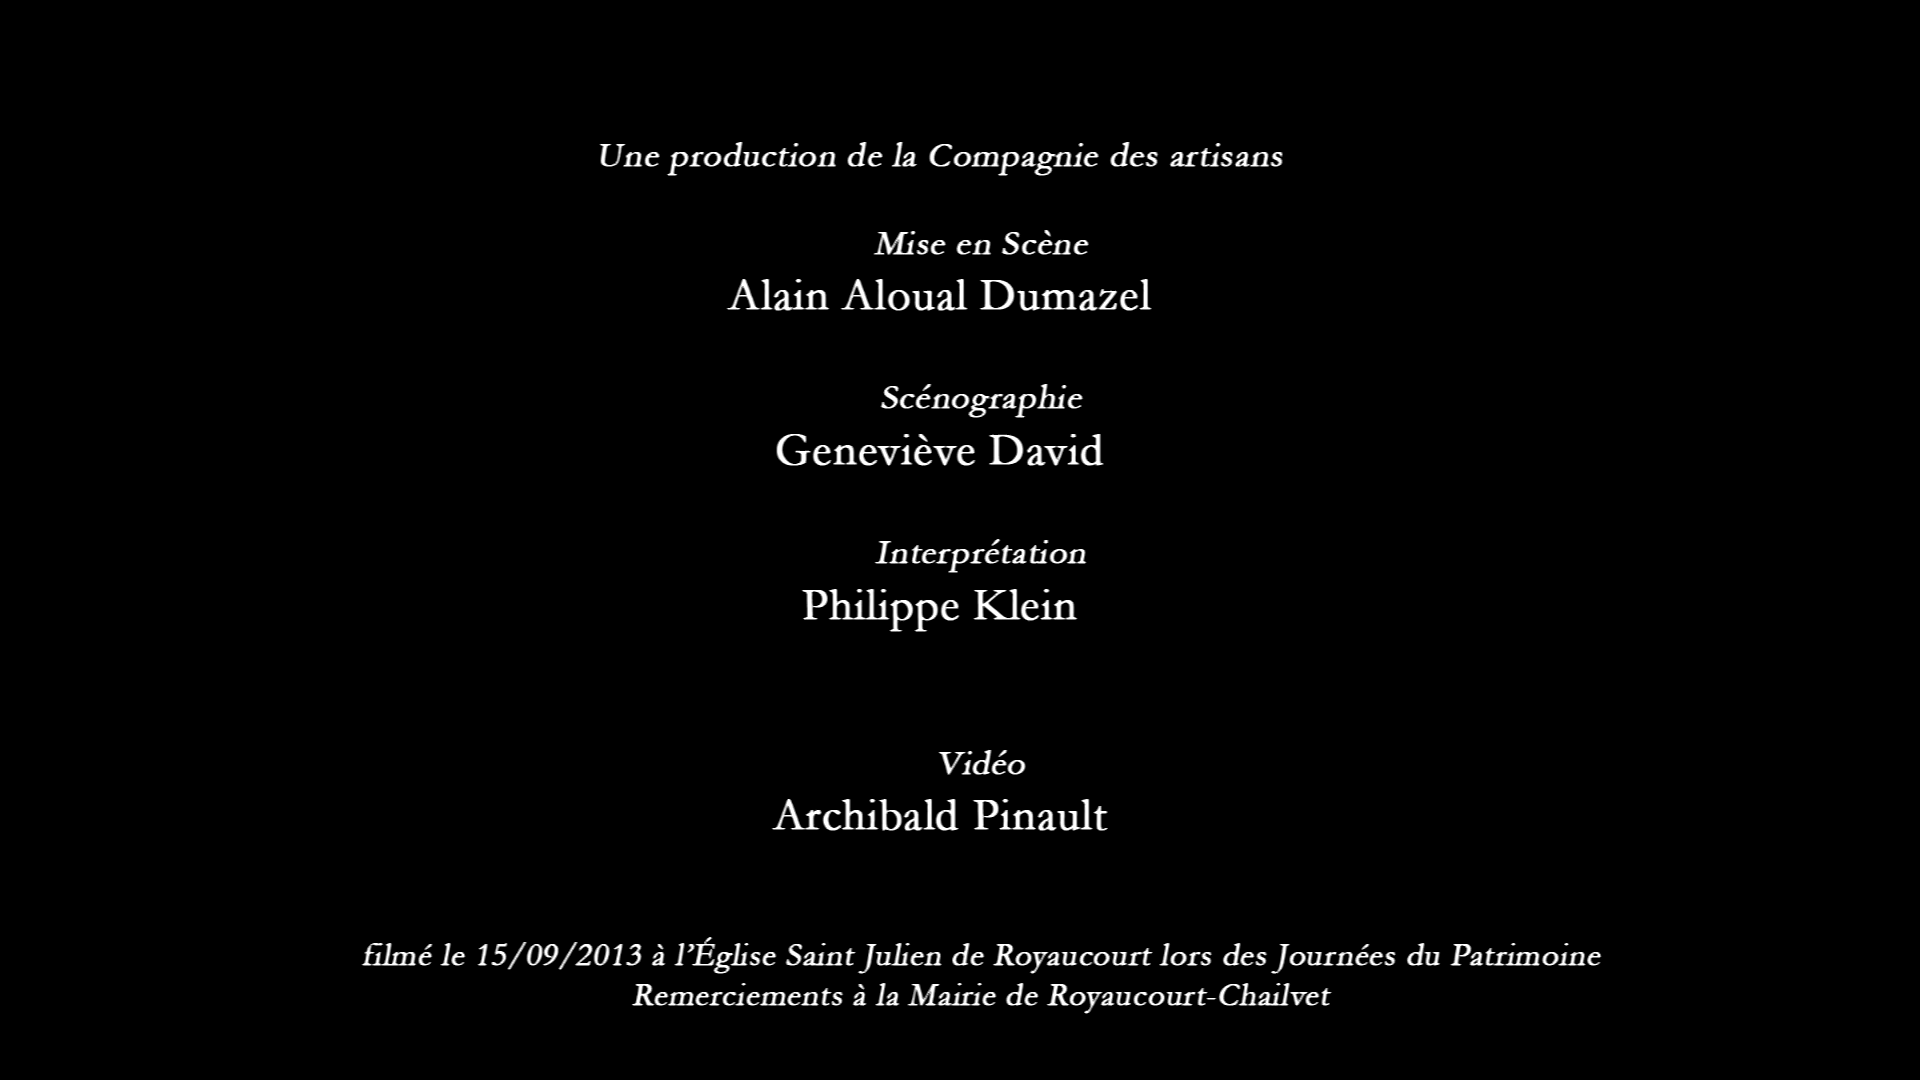 Une production de la Compagnie des artisans
Mise en Scène
Alain Aloual Dumazel
Scénographie
Geneviève David
Interprétation
Philippe Klein
Vidéo
Archibald Pinault
filmé le 15/09/2013 à l’Église Saint Julien de Royaucourt lors des Journées du Patrimoine
Remerciements à la Mairie de Royaucourt-Chailvet